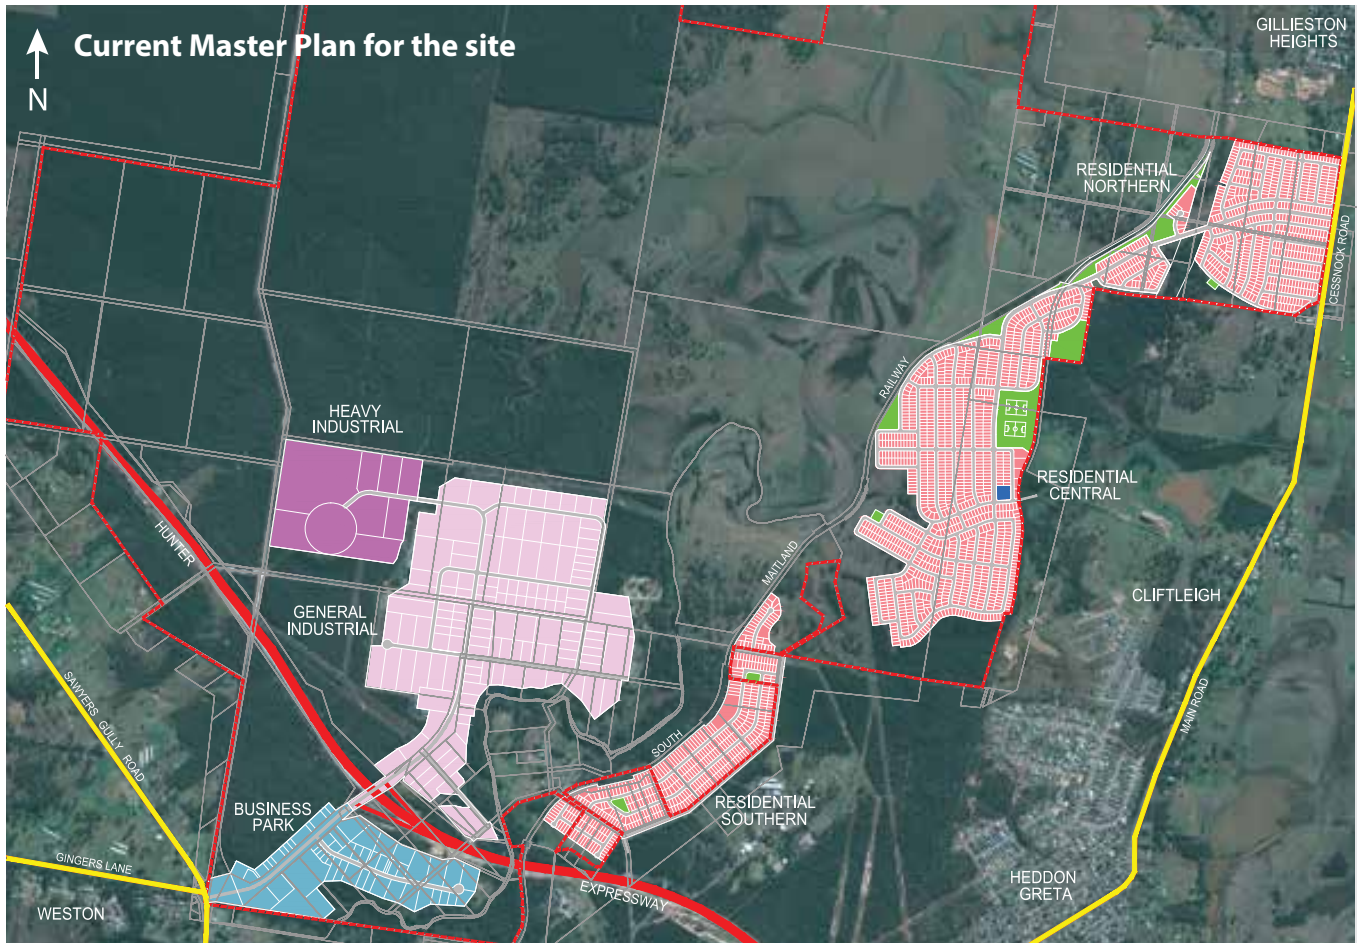 Current Master Plan for the site
N
GILLIESTON
HEIGHTS
RESIDENTIAL
NORTHERN
CESSNOCK ROAD
RAILWAY
HEAVY
INDUSTRIAL
RESIDENTIAL
CENTRAL
HUNTER
MAITLAND
CLIFTLEIGH
GENERAL
INDUSTRIAL
SAWYERS GULLY ROAD
MAIN ROAD
SOUTH
BUSINESS
PARK
RESIDENTIAL
SOUTHERN
GINGERS LANE
EXPRESSWAY
HEDDON
GRETA
WESTON